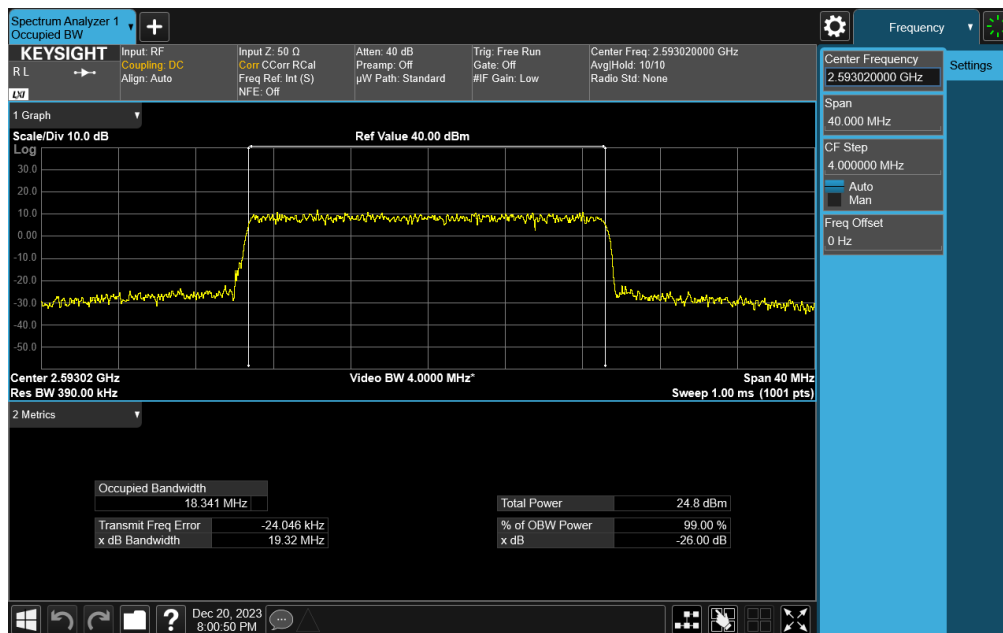 Spectrum Analyzer 1
Occupied BW
Frequency
KEYSIGHT
R L
LXI
Input: RF
Coupling: DC
Align: Auto
Input Z: 50 Ω
Corr CCorr RCal
Freq Ref: Int (S)
NFE: Off
Atten: 40 dB
Preamp: Off
µW Path: Standard
Trig: Free Run
Gate: Off
#IF Gain: Low
Center Freq: 2.593020000 GHz
Avg|Hold: 10/10
Radio Std: None
Center Frequency
2.593020000 GHz
Settings
Span
40.000 MHz
CF Step
4.000000 MHz
Auto
Man
Freq Offset
0 Hz
1 Graph
Scale/Div 10.0 dB
Ref Value 40.00 dBm
Log
30.0
20.0
10.0
0.00
-10.0
-20.0
-30.0
-40.0
-50.0
Center 2.59302 GHz
Video BW 4.0000 MHz*
Span 40 MHz
Res BW 390.00 kHz
Sweep 1.00 ms (1001 pts)
2 Metrics
Occupied Bandwidth
18.341 MHz
Total Power 24.8 dBm
Transmit Freq Error -24.046 kHz
% of OBW Power 99.00 %
x dB Bandwidth 19.32 MHz
x dB -26.00 dB
?
Dec 20, 2023
8:00:50 PM